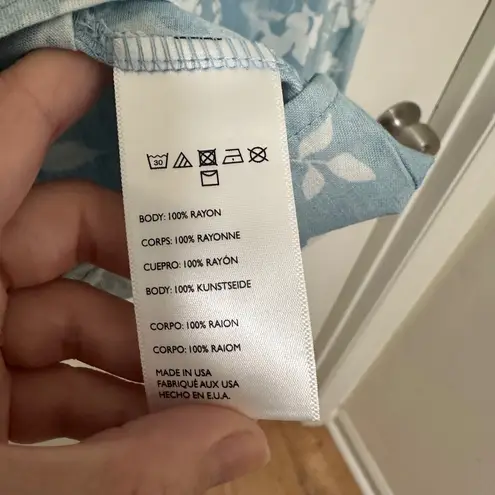 30
BODY: 100% RAYON
CORPS: 100% RAYONNE
CUEPRO: 100% RAYÓN
BODY: 100% KUNSTSEIDE
CORPO: 100% RAION
CORPO: 100% RAIOM
MADE IN USA
FABRIQUÉ AUX USA
HECHO EN E.U.A.